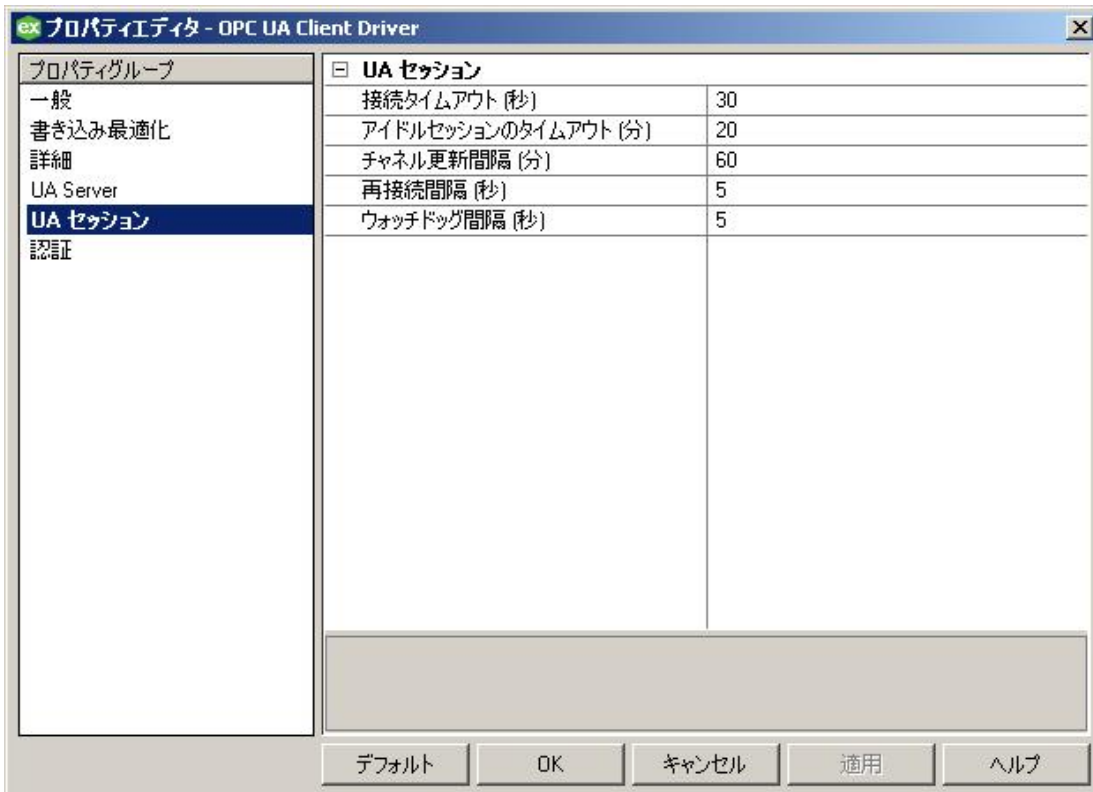 ex プロパティエディタ - OPC UA Client Driver
プロパティグループ
一般
書き込み最適化
詳細
UA Server
UA セッション
認証
UA セッション
接続タイムアウト (秒) 30
アイドルセッションのタイムアウト (分) 20
チャネル更新間隔 (分) 60
再接続間隔 (秒) 5
ウォッチドッグ間隔 (秒) 5
デフォルト OK キャンセル 適用 ヘルプ